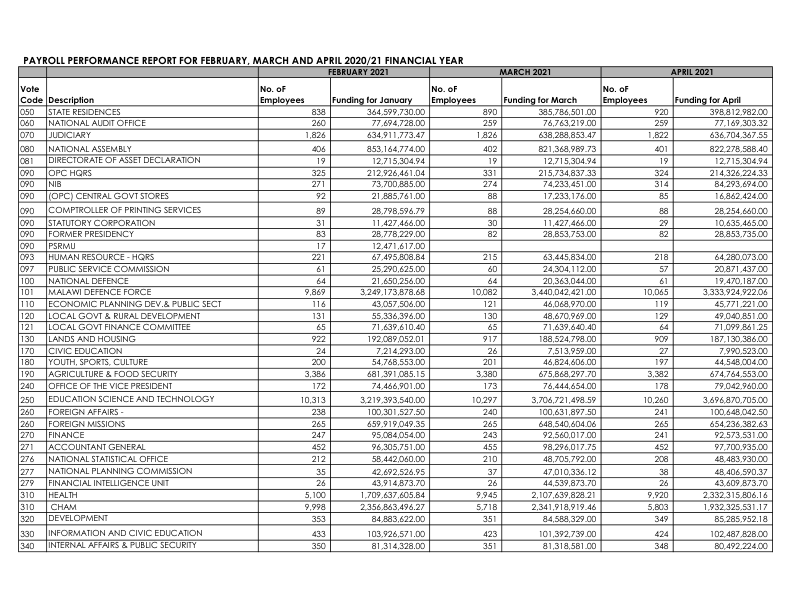 PAYROLL PERFORMANCE REPORT FOR FEBRUARY, MARCH AND APRIL 2020/21 FINANCIAL YEAR
FEBRUARY 2021 MARCH 2021 APRIL 2021
Vote Code Description No. of Employees Funding for January No. of Employees Funding for March No. of Employees Funding for April
050 STATE RESIDENCES 838 364,599,730.00 890 385,786,501.00 920 398,812,982.00
060 NATIONAL AUDIT OFFICE 260 77,694,728.00 259 76,763,219.00 259 77,169,303.32
070 JUDICIARY 1,826 634,911,773.47 1,826 638,288,853.47 1,822 636,704,367.55
080 NATIONAL ASSEMBLY 406 853,164,774.00 402 821,368,989.73 401 822,278,588.40
081 DIRECTORATE OF ASSET DECLARATION 19 12,715,304.94 19 12,715,304.94 19 12,715,304.94
090 OPC HQRS 325 212,926,461.04 331 215,734,837.33 324 214,326,224.33
090 NIB 271 73,700,885.00 274 74,233,451.00 314 84,293,694.00
090 (OPC) CENTRAL GOVT STORES 92 21,885,761.00 88 17,233,176.00 85 16,862,424.00
090 COMPTROLLER OF PRINTING SERVICES 89 28,798,596.79 88 28,254,660.00 88 28,254,660.00
090 STATUTORY CORPORATION 31 11,427,466.00 30 11,427,466.00 29 10,635,465.00
090 FORMER PRESIDENCY 83 28,778,229.00 82 28,853,753.00 82 28,853,735.00
090 PSRMU 17 12,471,617.00
093 HUMAN RESOURCE - HQRS 221 67,495,808.84 215 63,445,834.00 218 64,280,073.00
097 PUBLIC SERVICE COMMISSION 61 25,290,625.00 60 24,304,112.00 57 20,871,437.00
100 NATIONAL DEFENCE 64 21,650,256.00 64 20,363,044.00 61 19,470,187.00
101 MALAWI DEFENCE FORCE 9,869 3,249,173,878.68 10,082 3,440,042,421.00 10,065 3,333,924,922.06
110 ECONOMIC PLANNING DEV.& PUBLIC SECT 116 43,057,506.00 121 46,068,970.00 119 45,771,221.00
120 LOCAL GOVT & RURAL DEVELOPMENT 131 55,336,396.00 131 48,670,969.00 129 49,040,851.00
121 LOCAL GOVT FINANCE COMMITTEE 65 71,639,610.40 65 71,639,640.40 64 71,099,861.25
130 LANDS AND HOUSING 922 192,089,052.01 917 188,524,798.00 909 187,130,386.00
170 CIVIC EDUCATION 24 7,214,293.00 26 7,513,959.00 27 7,990,523.00
180 YOUTH, SPORTS, CULTURE 200 54,768,553.00 201 46,824,606.00 197 44,548,004.00
190 AGRICULTURE & FOOD SECURITY 3,386 681,391,085.15 3,380 675,868,297.70 3,382 674,764,553.00
240 OFFICE OF THE VICE PRESIDENT 172 74,466,901.00 173 76,444,654.00 178 79,042,960.00
250 EDUCATION SCIENCE AND TECHNOLOGY 10,313 3,219,393,540.00 10,297 3,706,721,498.59 10,260 3,696,870,705.00
260 FOREIGN AFFAIRS - 238 100,301,527.50 240 100,631,897.50 241 100,648,042.50
260 FOREIGN MISSIONS 265 659,919,049.35 265 648,540,604.06 265 654,236,382.63
270 FINANCE 247 95,084,054.00 243 92,560,017.00 241 92,573,531.00
271 ACCOUNTANT GENERAL 452 96,305,751.00 455 98,296,017.75 452 97,700,935.00
276 NATIONAL STATISTICAL OFFICE 212 58,442,060.00 210 48,705,792.00 208 48,483,930.00
277 NATIONAL PLANNING COMMISSION 35 42,692,526.95 37 47,010,336.12 38 48,406,590.37
279 FINANCIAL INTELLIGENCE UNIT 26 43,914,873.70 26 44,539,873.70 26 43,609,873.70
310 HEALTH 5,100 1,709,637,605.84 9,945 2,107,639,828.21 9,920 2,332,315,806.16
310 CHAM 9,998 2,356,863,496.27 5,718 2,341,918,919.46 5,803 1,932,325,531.17
320 DEVELOPMENT 353 84,883,622.00 351 84,588,329.00 349 85,285,952.18
330 INFORMATION AND CIVIC EDUCATION 433 103,926,571.00 423 101,392,739.00 424 102,487,828.00
340 INTERNAL AFFAIRS & PUBLIC SECURITY 350 81,314,328.00 351 81,318,581.00 348 80,492,224.00